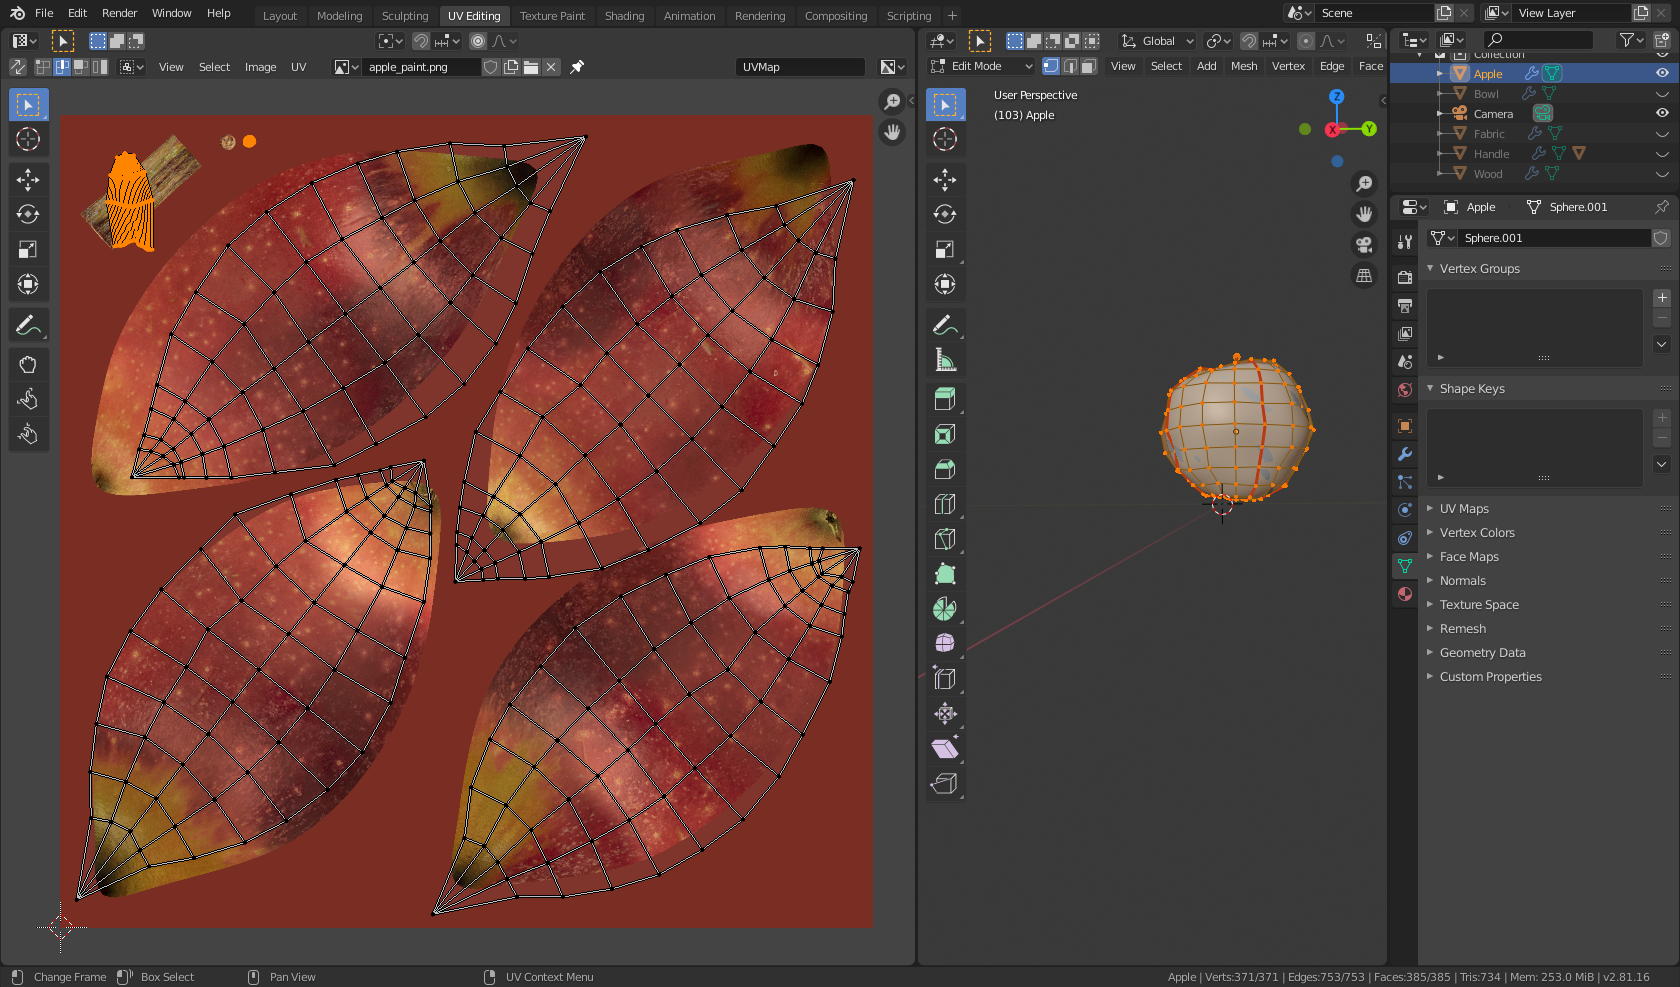 File Edit Render Window Help
Layout Modeling Sculpting UV Editing Texture Paint Shading Animation Rendering Compositing Scripting +
Scene
View Layer
View Select Image UV
apple_paint.png
UVMap
Global
Edit Mode
View Select Add Mesh Vertex Edge Face
User Perspective
(103) Apple
Z
X
Y
Collection
Apple
Bowl
Camera
Fabric
Handle
Wood
Apple
Sphere.001
Sphere.001
Vertex Groups
Shape Keys
UV Maps
Vertex Colors
Face Maps
Normals
Texture Space
Remesh
Geometry Data
Custom Properties
Change Frame Box Select Pan View UV Context Menu
Apple | Verts:371/371 | Edges:753/753 | Faces:385/385 | Tris:734 | Mem: 253.0 MiB | v2.81.16